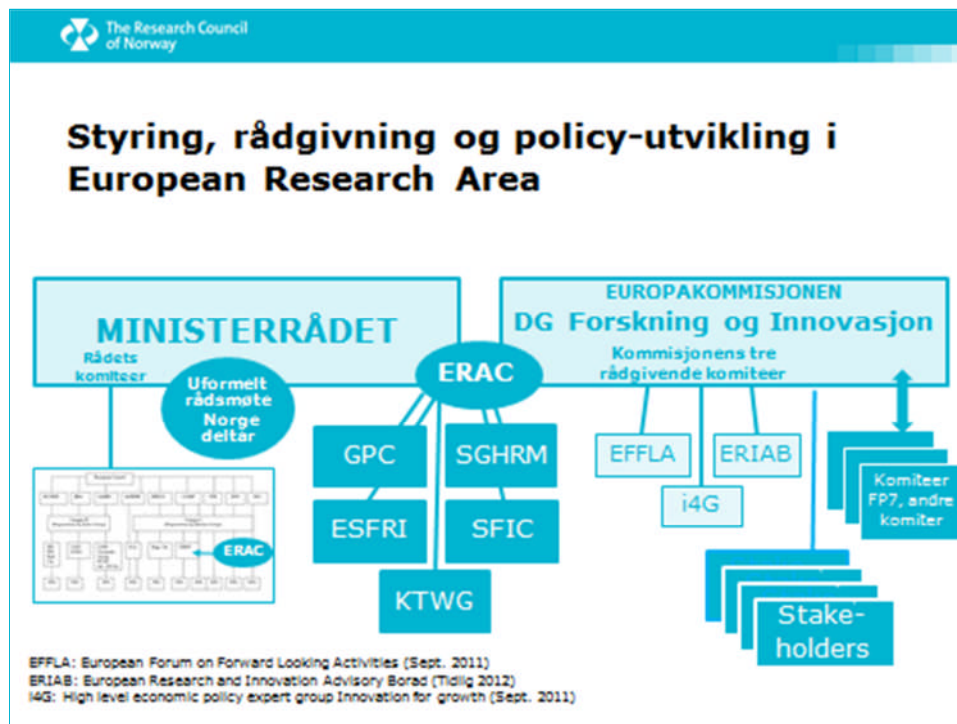 The Research Council
of Norway
Styring, rådgivning og policy-utvikling i
European Research Area
MINISTERRÅDET
Rådets
komiteer
Uformelt
rådsmøte
Norge
deltar
ERAC
EUROPAKOMMISJONEN
DG Forskning og Innovasjon
Kommisjonens tre
rådgivende komiteer
GPC
SGHRM
ESFRI
SFIC
KTWG
EFFLA
ERIAB
i4G
Komiteer
FP7, andre
komiter
Stake-
holders
ERAC
EFFLA: European Forum on Forward Looking Activities (Sept. 2011)
ERIAB: European Research and Innovation Advisory Borad (Tidlig 2012)
I4G: High level economic policy expert group Innovation for growth (Sept. 2011)